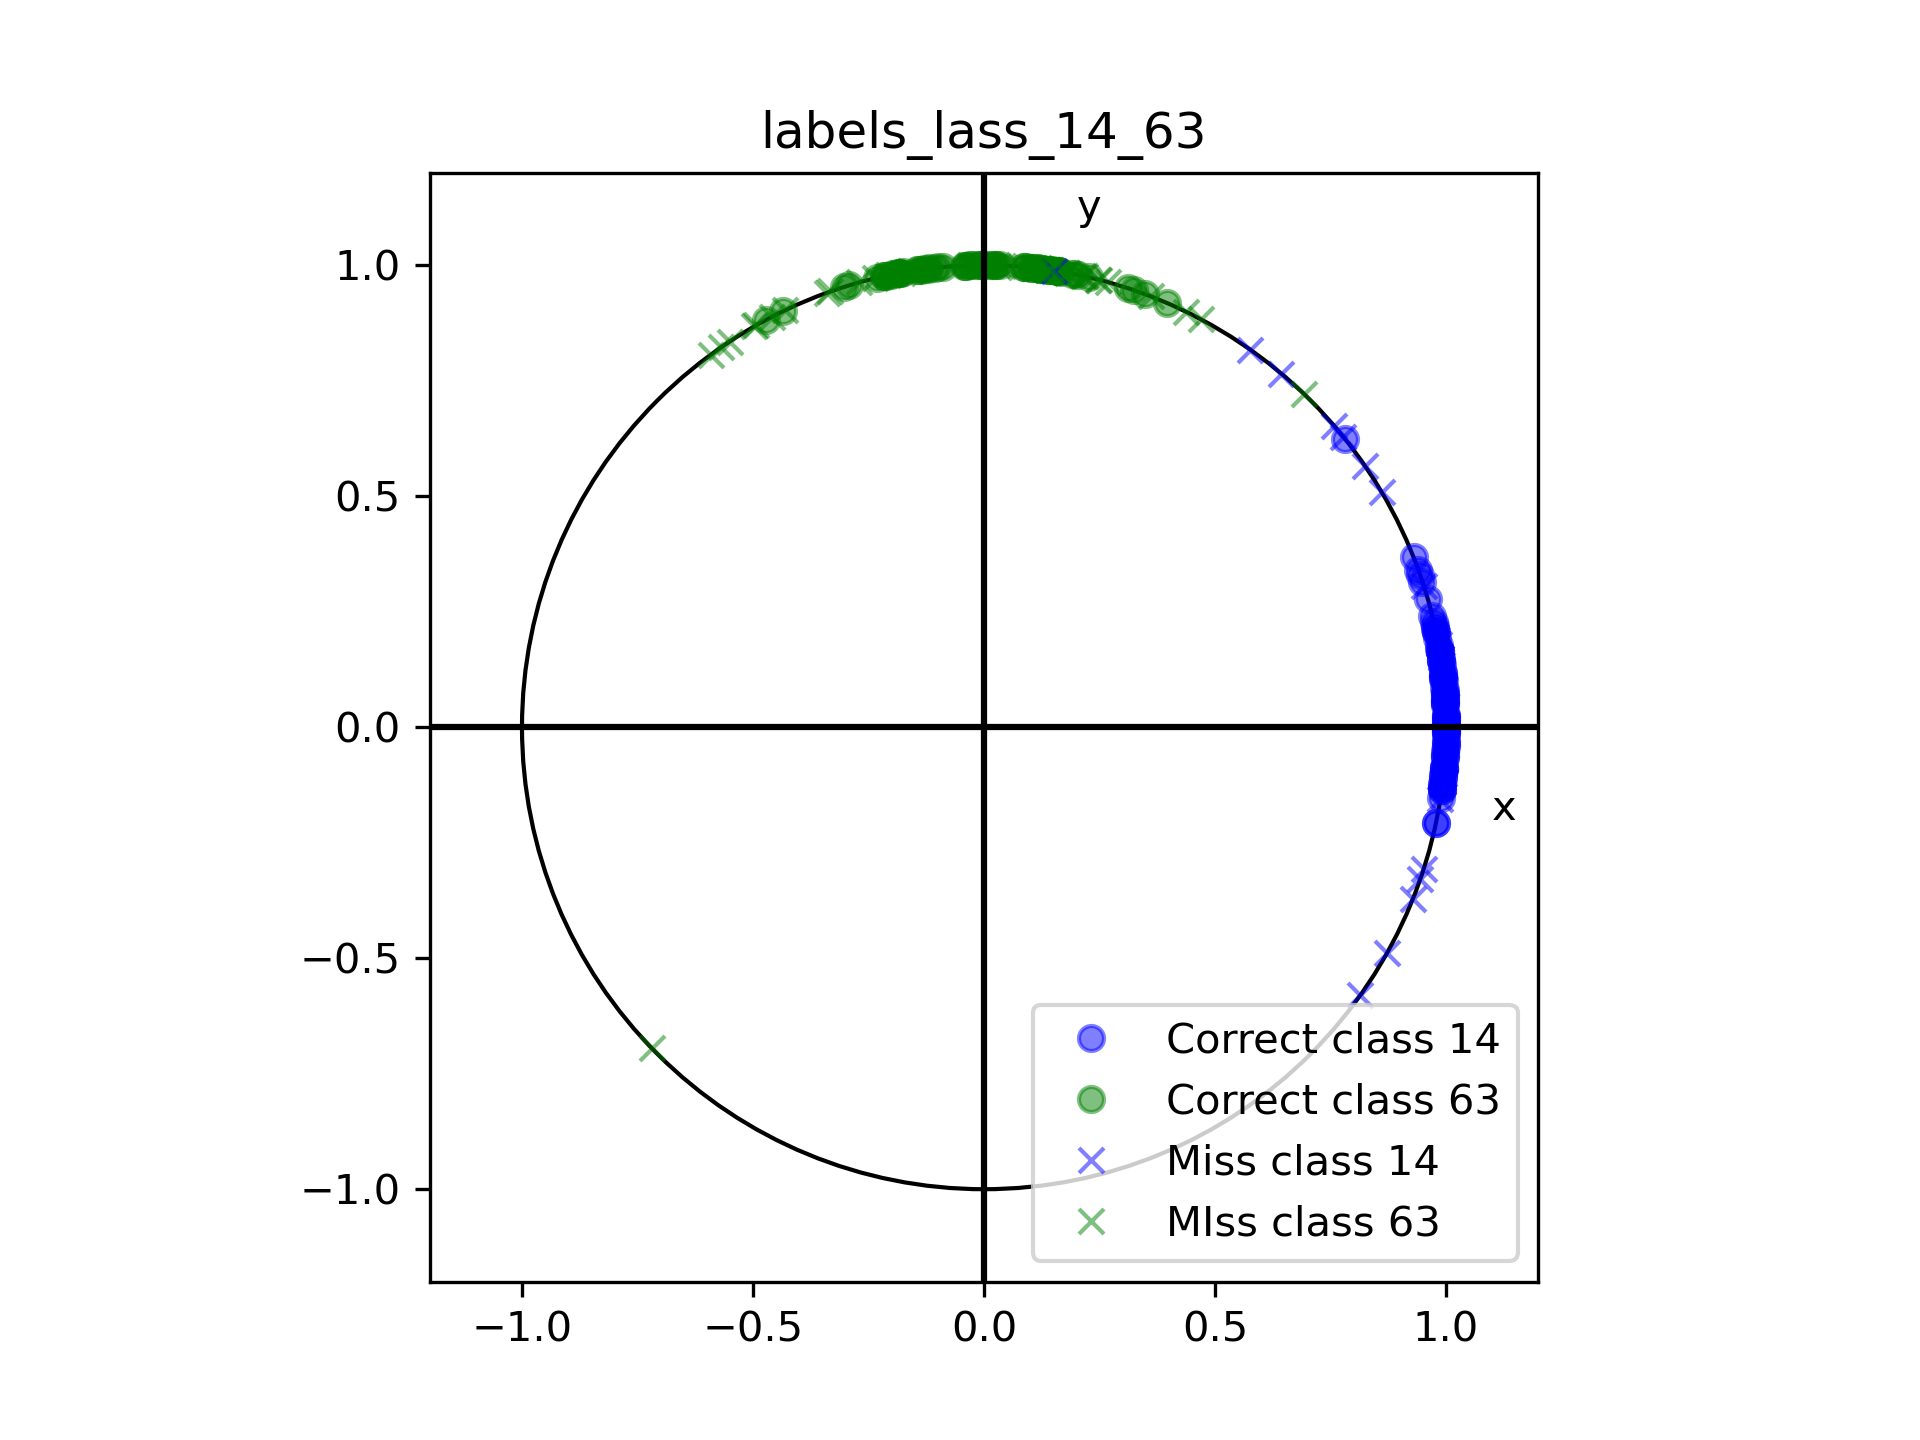 labels_lass_14_63
y
1.0
0.5
0.0
−0.5
−1.0
x
Correct class 14
Correct class 63
Miss class 14
MIss class 63
−1.0 −0.5 0.0 0.5 1.0